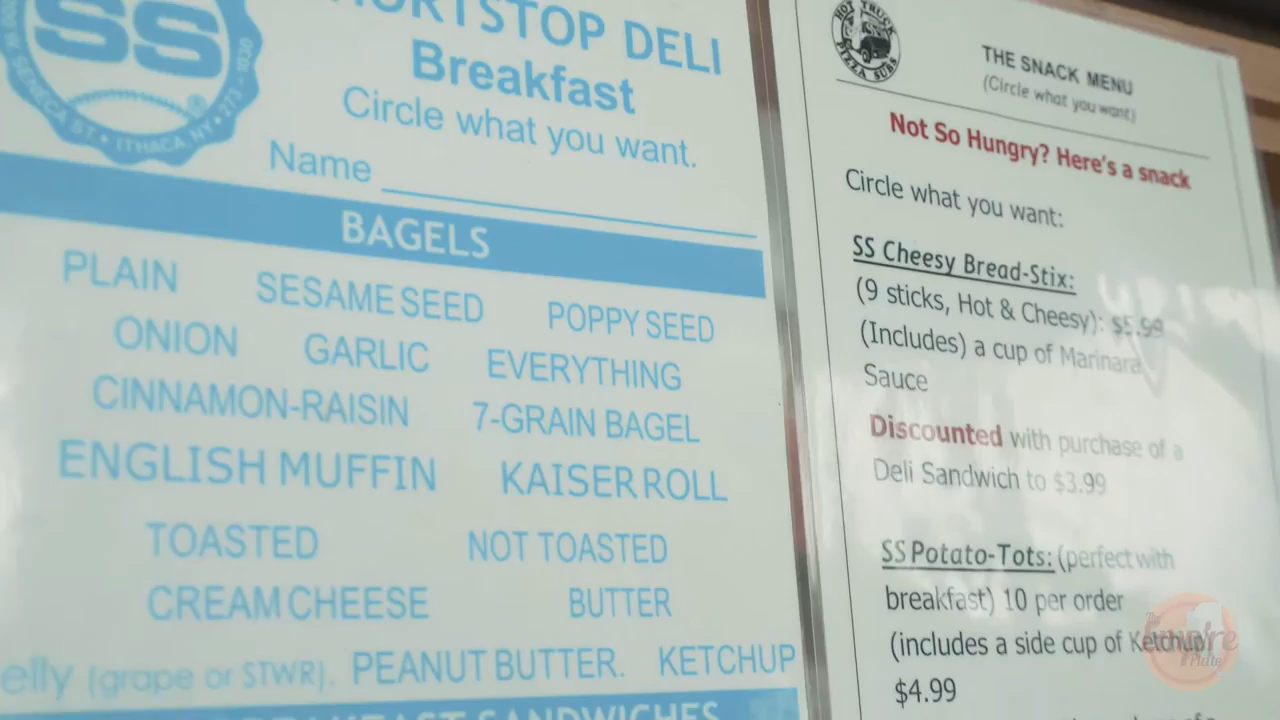 SS
SENECA ST. • ITHACA, NY • 273-1030
SHORTSTOP DELI
Breakfast
Circle what you want.
Name
BAGELS
PLAIN SESAME SEED POPPY SEED
ONION GARLIC EVERYTHING
CINNAMON-RAISIN 7-GRAIN BAGEL
ENGLISH MUFFIN KAISER ROLL
TOASTED NOT TOASTED
CREAM CHEESE BUTTER
elly (grape or STWR). PEANUT BUTTER. KETCHUP
BREAKFAST SANDWICHES
HOT TRUCK
PIZZA SUBS
THE SNACK MENU
(Circle what you want)
Not So Hungry? Here's a snack
Circle what you want:
SS Cheesy Bread-Stix:
(9 sticks, Hot & Cheesy): $5.99
(Includes) a cup of Marinara
Sauce
Discounted with purchase of a
Deli Sandwich to $3.99
SS Potato-Tots: (perfect with
breakfast) 10 per order
(includes a side cup of Ketchup)
$4.99
The
Empire
Plate